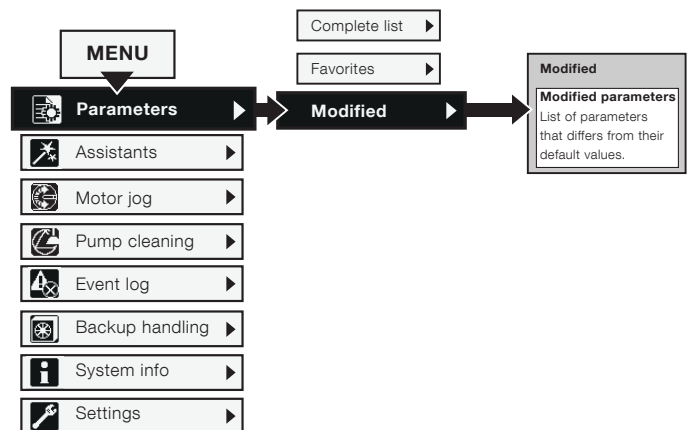 Complete list
MENU
Favorites
Modified
Parameters
Modified
Modified parameters
List of parameters
that differs from their
default values.
Assistants
Motor jog
Pump cleaning
Event log
Backup handling
System info
Settings